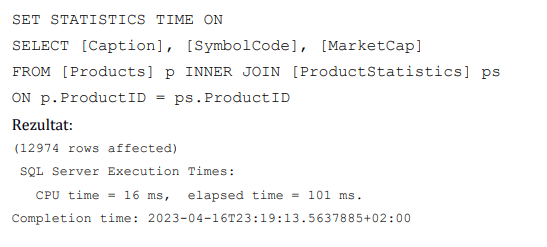 SET STATISTICS TIME ON
SELECT [Caption], [SymbolCode], [MarketCap]
FROM [Products] p INNER JOIN [ProductStatistics] ps
ON p.ProductID = ps.ProductID
Rezultat:
(12974 rows affected)
SQL Server Execution Times:
CPU time = 16 ms, elapsed time = 101 ms.
Completion time: 2023-04-16T23:19:13.5637885+02:00